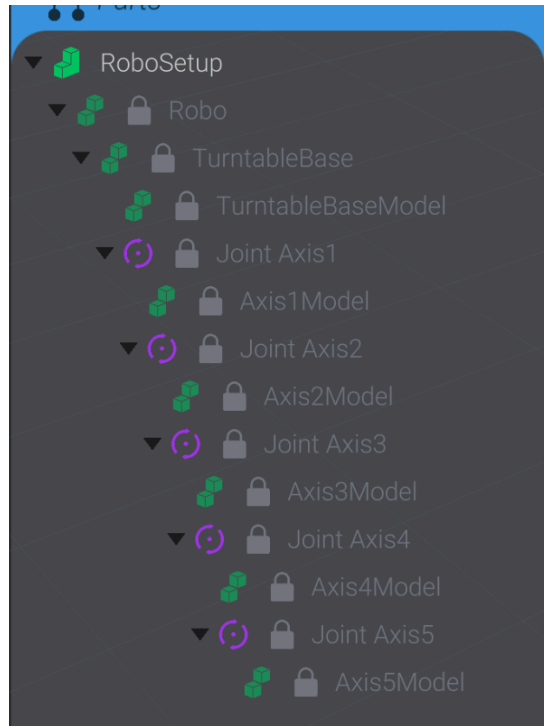 Parts
RoboSetup
Robo
TurntableBase
TurntableBaseModel
Joint Axis1
Axis1Model
Joint Axis2
Axis2Model
Joint Axis3
Axis3Model
Joint Axis4
Axis4Model
Joint Axis5
Axis5Model